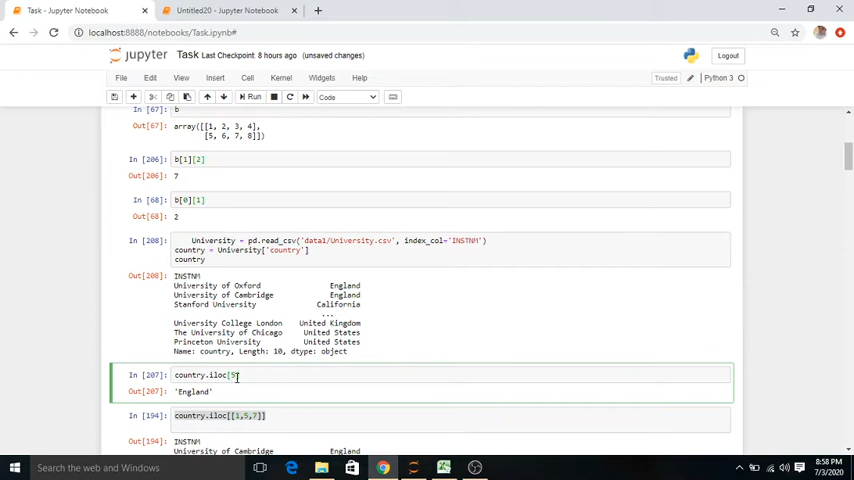 Task - Jupyter Notebook
Untitled20 - Jupyter Notebook
localhost:8888/notebooks/Task.ipynb#
jupyter Task Last Checkpoint: 8 hours ago (unsaved changes)
Logout
File Edit View Insert Cell Kernel Widgets Help
Trusted
Python 3
Run
Code
In [67]: b
Out[67]: array([[1, 2, 3, 4],
[5, 6, 7, 8]])
In [206]: b[1][2]
Out[206]: 7
In [68]: b[0][1]
Out[68]: 2
In [208]: University = pd.read_csv('data1/University.csv', index_col='INSTNM')
country = University['country']
country
Out[208]: INSTNM
University of Oxford England
University of Cambridge England
Stanford University California
...
University College London United Kingdom
The University of Chicago United States
Princeton University United States
Name: country, Length: 10, dtype: object
In [207]: country.iloc[5
Out[207]: 'England'
In [194]: country.iloc[[1,5,7]]
Out[194]: INSTNM
University of Cambridge England
Search the web and Windows
8:58 PM
7/3/2020